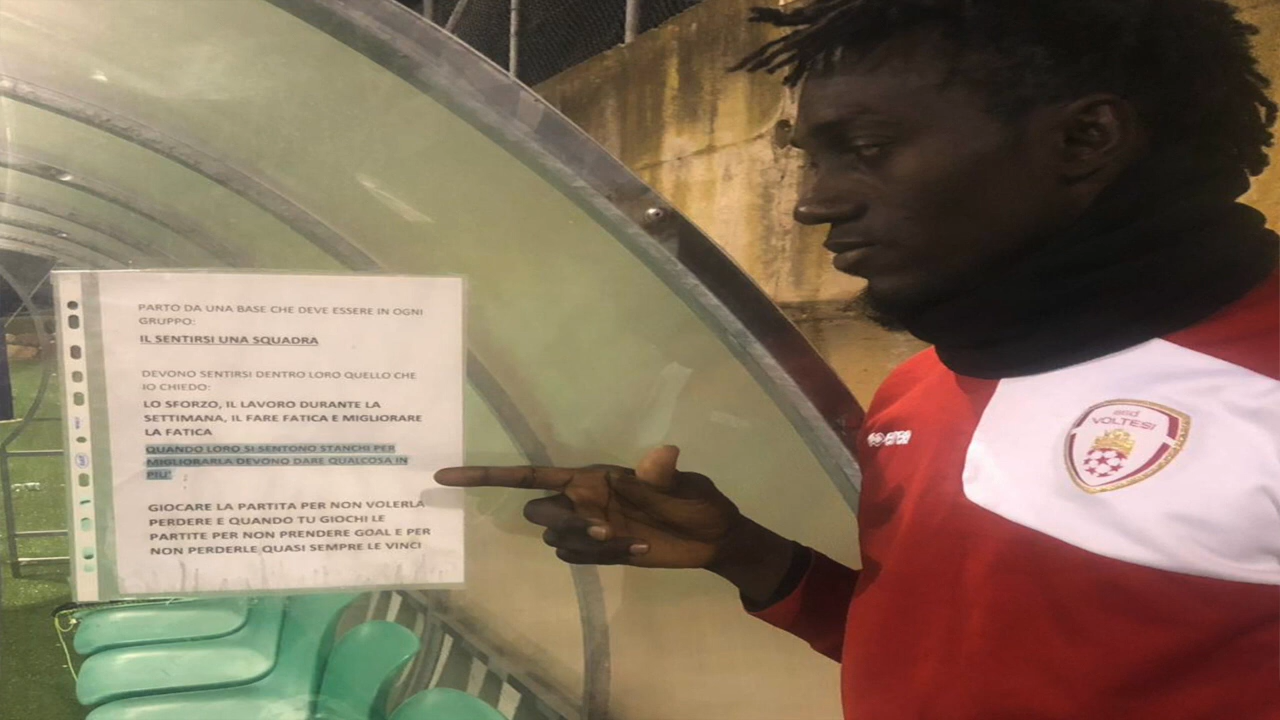 PARTO DA UNA BASE CHE DEVE ESSERE IN OGNI
GRUPPO:
IL SENTIRSI UNA SQUADRA
DEVONO SENTIRSI DENTRO LORO QUELLO CHE
IO CHIEDO:
LO SFORZO, IL LAVORO DURANTE LA
SETTIMANA, IL FARE FATICA E MIGLIORARE
LA FATICA
QUANDO LORO SI SENTONO STANCHI PER
MIGLIORARLA DEVONO DARE QUALCOSA IN
PIU'
GIOCARE LA PARTITA PER NON VOLERLA
PERDERE E QUANDO TU GIOCHI LE
PARTITE PER NON PRENDERE GOAL E PER
NON PERDERLE QUASI SEMPRE LE VINCI
VOLTESI